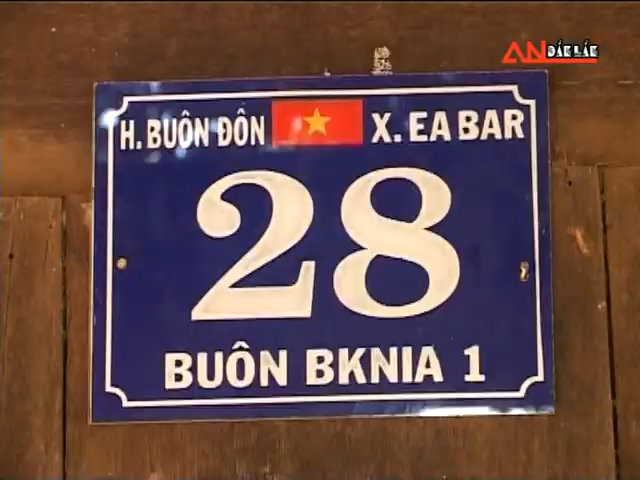 AN ĐẮK LẮK
H. BUÔN ĐÔN X. EA BAR
28
BUÔN BKNIA 1